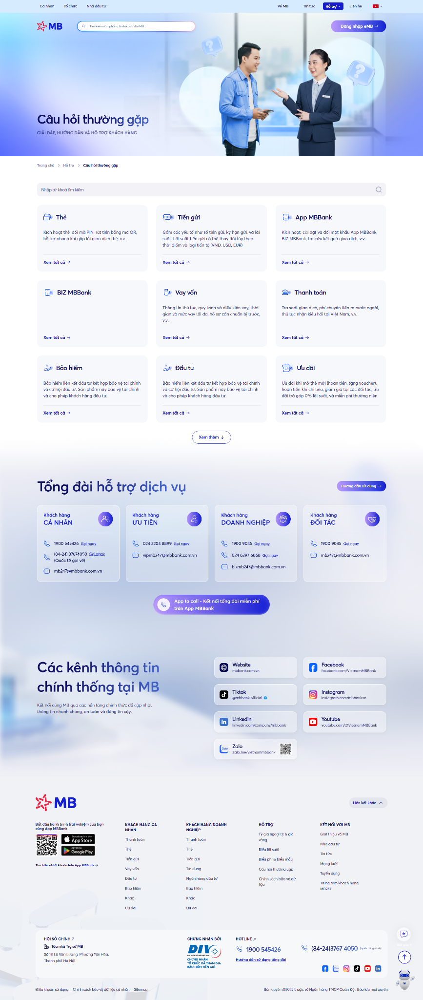 Cá nhân
Tổ chức
Nhà đầu tư
Về MB
Tin tức
Hỗ trợ
Liên hệ
MB
Tìm kiếm sản phẩm, tin tức, ưu đãi MB...
Đăng nhập eMB
Câu hỏi thường gặp
GIẢI ĐÁP, HƯỚNG DẪN VÀ HỖ TRỢ KHÁCH HÀNG
Trang chủ
Hỗ trợ
Câu hỏi thường gặp
Nhập từ khoá tìm kiếm
Thẻ
Kích hoạt thẻ, đổi mã PIN, rút tiền bằng mã QR,
hỗ trợ nhanh khi gặp lỗi giao dịch thẻ, v.v.
Xem tất cả
Tiền gửi
Gồm các yếu tố như số tiền gửi, kỳ hạn gửi, và lãi
suất. Lãi suất tiền gửi có thể thay đổi tùy theo
thời điểm và loại tiền tệ (VND, USD, EUR)
Xem tất cả
App MBBank
Kích hoạt, cài đặt và đổi mật khẩu App MBBank,
BIZ MBBank, tra cứu kết quả giao dịch, v.v.
Xem tất cả
BIZ MBBank
Xem tất cả
Vay vốn
Thông tin thủ tục, quy trình và điều kiện vay, thời
gian và mức vay tối đa, hồ sơ cần chuẩn bị trước,
v.v.
Xem tất cả
Thanh toán
Tra soát giao dịch, phí chuyển tiền ra nước ngoài,
thủ tục nhận kiều hối tại Việt Nam, v.v.
Xem tất cả
Bảo hiểm
Bảo hiểm liên kết đầu tư kết hợp bảo vệ tài chính
và cơ hội đầu tư. Sản phẩm này bảo vệ tài chính
và cho phép khách hàng đầu tư.
Xem tất cả
Đầu tư
Bảo hiểm liên kết đầu tư kết hợp bảo vệ tài chính
và cơ hội đầu tư. Sản phẩm này bảo vệ tài chính
và cho phép khách hàng đầu tư.
Xem tất cả
Ưu đãi
Ưu đãi khi mở thẻ mới (hoàn tiền, tặng voucher),
hoàn tiền khi chi tiêu, giảm giá tại các đối tác, ưu
đãi trả góp 0% lãi suất, và miễn phí thường niên.
Xem tất cả
Xem thêm
Tổng đài hỗ trợ dịch vụ
Hướng dẫn sử dụng
Khách hàng
CÁ NHÂN
1900 545426 Gọi ngay
(84-24) 37674050 Gọi ngay
(Quốc tế gọi về)
mb247@mbbank.com.vn
Khách hàng
ƯU TIÊN
024 2204 8899 Gọi ngay
vipmb247@mbbank.com.vn
Khách hàng
DOANH NGHIỆP
1900 9045 Gọi ngay
024 6297 6868 Gọi ngay
bizmb247@mbbank.com.vn
Khách hàng
ĐỐI TÁC
1900 9045 Gọi ngay
mb247@mbbank.com.vn
App to call - Kết nối tổng đài miễn phí
trên App MBBank
Các kênh thông tin
chính thống tại MB
Kết nối cùng MB qua các nền tảng chính thức để cập nhật
thông tin nhanh chóng, an toàn và đáng tin cậy.
Website
mbbank.com.vn
Facebook
facebook.com/VietnamMBBank
Tiktok
@mbbank.official
Instagram
instagram.com/mbbankvn
Linkedin
linkedin.com/company/mbbank
Youtube
youtube.com/@VietnamMBBank
Zalo
Zalo
Zalo.me/vietnammbbank
MB
Liên kết khác
Bắt đầu hành trình trải nghiệm của bạn
cùng App MBBank
Download on the
App Store
GET IT ON
Google Play
Tìm hiểu về tài khoản trên App MBBank
KHÁCH HÀNG CÁ
NHÂN
Thanh toán
Thẻ
Tiền gửi
Vay vốn
Đầu tư
Bảo hiểm
Khác
Ưu đãi
KHÁCH HÀNG DOANH
NGHIỆP
Thanh toán
Thẻ
Tiền gửi
Tín dụng
Ngân hàng đầu tư
Bảo hiểm
Khác
Ưu đãi
HỖ TRỢ
Tỷ giá ngoại tệ & giá
vàng
Biểu lãi suất
Biểu phí & biểu mẫu
Câu hỏi thường gặp
Chính sách bảo vệ dữ
liệu
KẾT NỐI VỚI MB
Giới thiệu về MB
Nhà đầu tư
Tin tức
Mạng lưới
Tuyển dụng
Trung tâm khách hàng
MB247
HỘI SỞ CHÍNH
Tòa nhà Trụ sở MB
Số 18 Lê Văn Lương, Phường Yên Hòa,
Thành phố Hà Nội
CHỨNG NHẬN BỞI
DIV
BẢO HIỂM TIỀN GỬI VIỆT NAM
CHỨNG NHẬN
TỔ CHỨC ĐÃ THAM GIA
BẢO HIỂM TIỀN GỬI
HOTLINE
1900 545426
Hướng dẫn sử dụng tổng đài
(84-24)3767 4050 (quốc tế gọi về)
Zalo
Điều khoản sử dụng
Chính sách bảo vệ dữ liệu cá nhân
Sitemap
Bản quyền @2025 thuộc về Ngân hàng TMCP Quân Đội. Bảo lưu mọi quyền